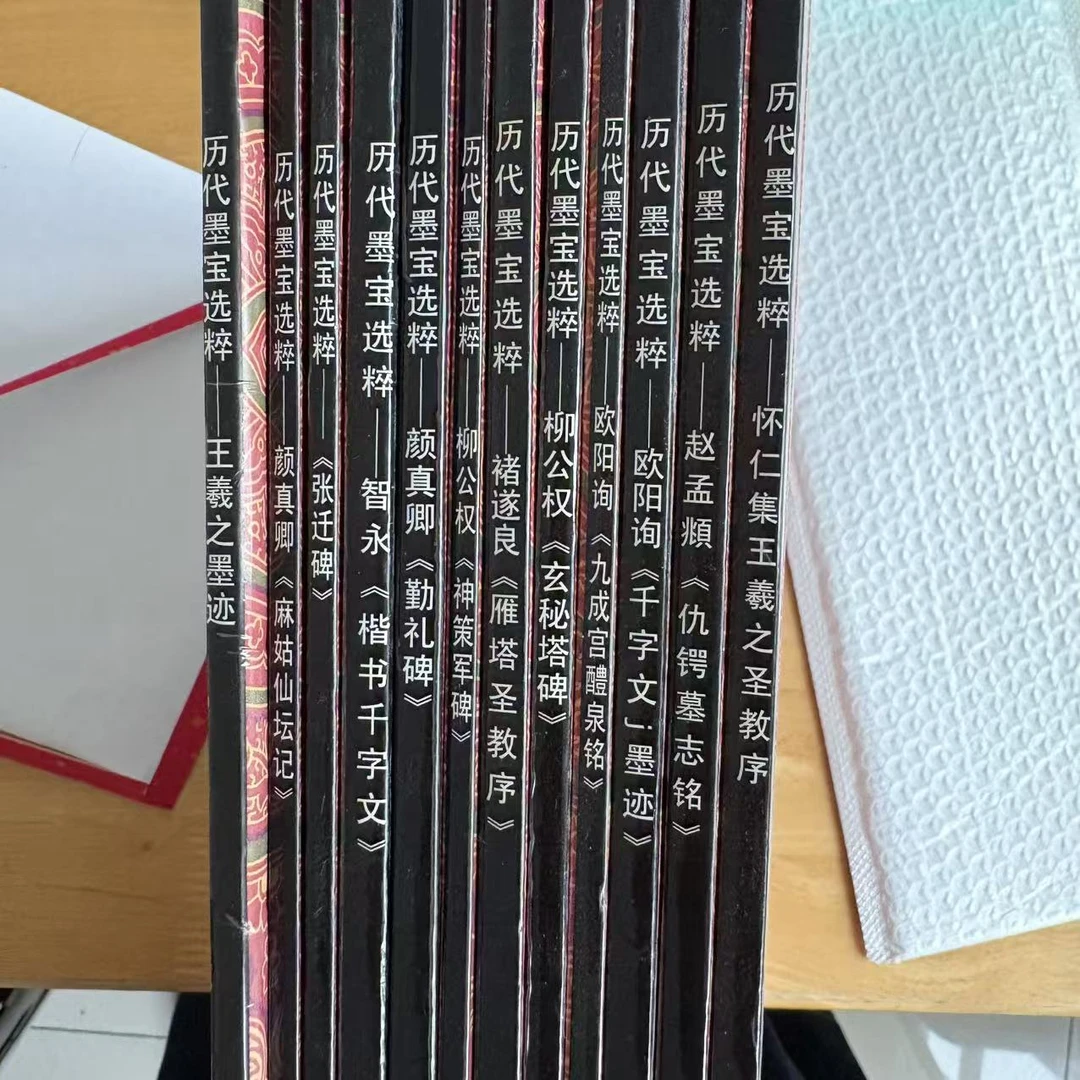 历代墨宝选粹——王羲之墨迹
历代墨宝选粹——颜真卿《麻姑仙坛记》
历代墨宝选粹——《张迁碑》
历代墨宝选粹——智永《楷书千字文》
历代墨宝选粹——颜真卿《勤礼碑》
历代墨宝选粹——柳公权《神策军碑》
历代墨宝选粹——褚遂良《雁塔圣教序》
历代墨宝选粹——柳公权《玄秘塔碑》
历代墨宝选粹——欧阳询《九成宫醴泉铭》
历代墨宝选粹——欧阳询《千字文」墨迹》
历代墨宝选粹——赵孟頫《仇锷墓志铭》
历代墨宝选粹——怀仁集王羲之圣教序